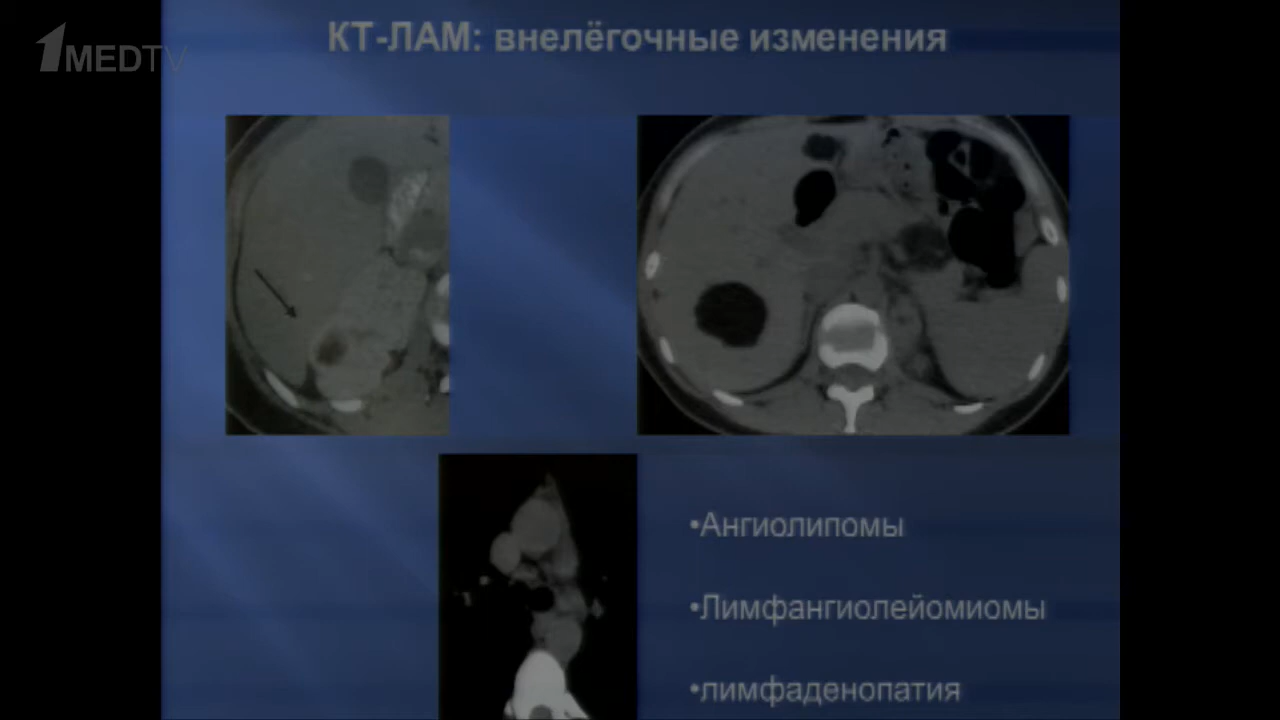 1MEDTV
КТ-ЛАМ: внелёгочные изменения
•Ангиолипомы
•Лимфангиолейомиомы
•лимфаденопатия